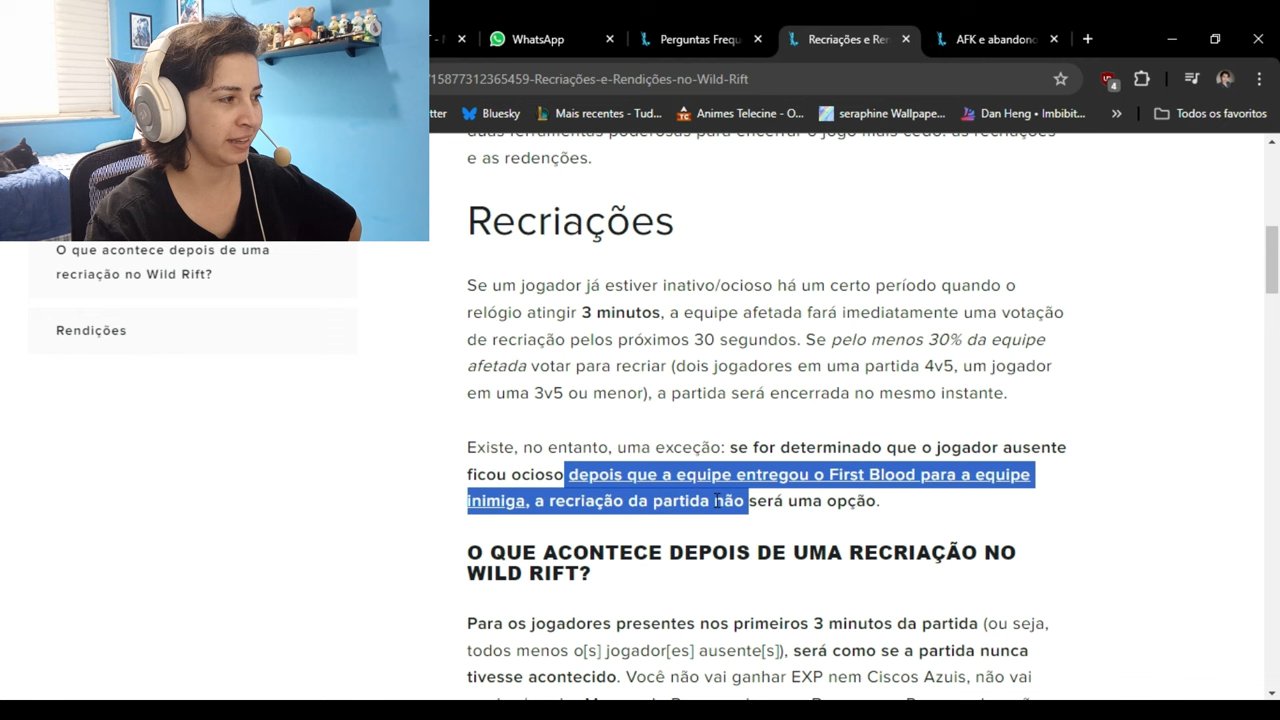 WhatsApp
Perguntas Frequ
Recriações e Ren
AFK e abandono
15877312365459-Recriações-e-Rendições-no-Wild-Rift
4
tter
Bluesky
Mais recentes - Tud...
Animes Telecine - O...
seraphine Wallpape...
Dan Heng • Imbibit...
Todos os favoritos
duas ferramentas poderosas para encerrar o jogo mais cedo: as recriações
e as redenções.
Recriações
O que acontece depois de uma
recriação no Wild Rift?
Rendições
Se um jogador já estiver inativo/ocioso há um certo período quando o
relógio atingir 3 minutos, a equipe afetada fará imediatamente uma votação
de recriação pelos próximos 30 segundos. Se pelo menos 30% da equipe
afetada votar para recriar (dois jogadores em uma partida 4v5, um jogador
em uma 3v5 ou menor), a partida será encerrada no mesmo instante.
Existe, no entanto, uma exceção: se for determinado que o jogador ausente
ficou ocioso depois que a equipe entregou o First Blood para a equipe
inimiga, a recriação da partida não será uma opção.
O QUE ACONTECE DEPOIS DE UMA RECRIAÇÃO NO
WILD RIFT?
Para os jogadores presentes nos primeiros 3 minutos da partida (ou seja,
todos menos o[s] jogador[es] ausente[s]), será como se a partida nunca
tivesse acontecido. Você não vai ganhar EXP nem Ciscos Azuis, não vai